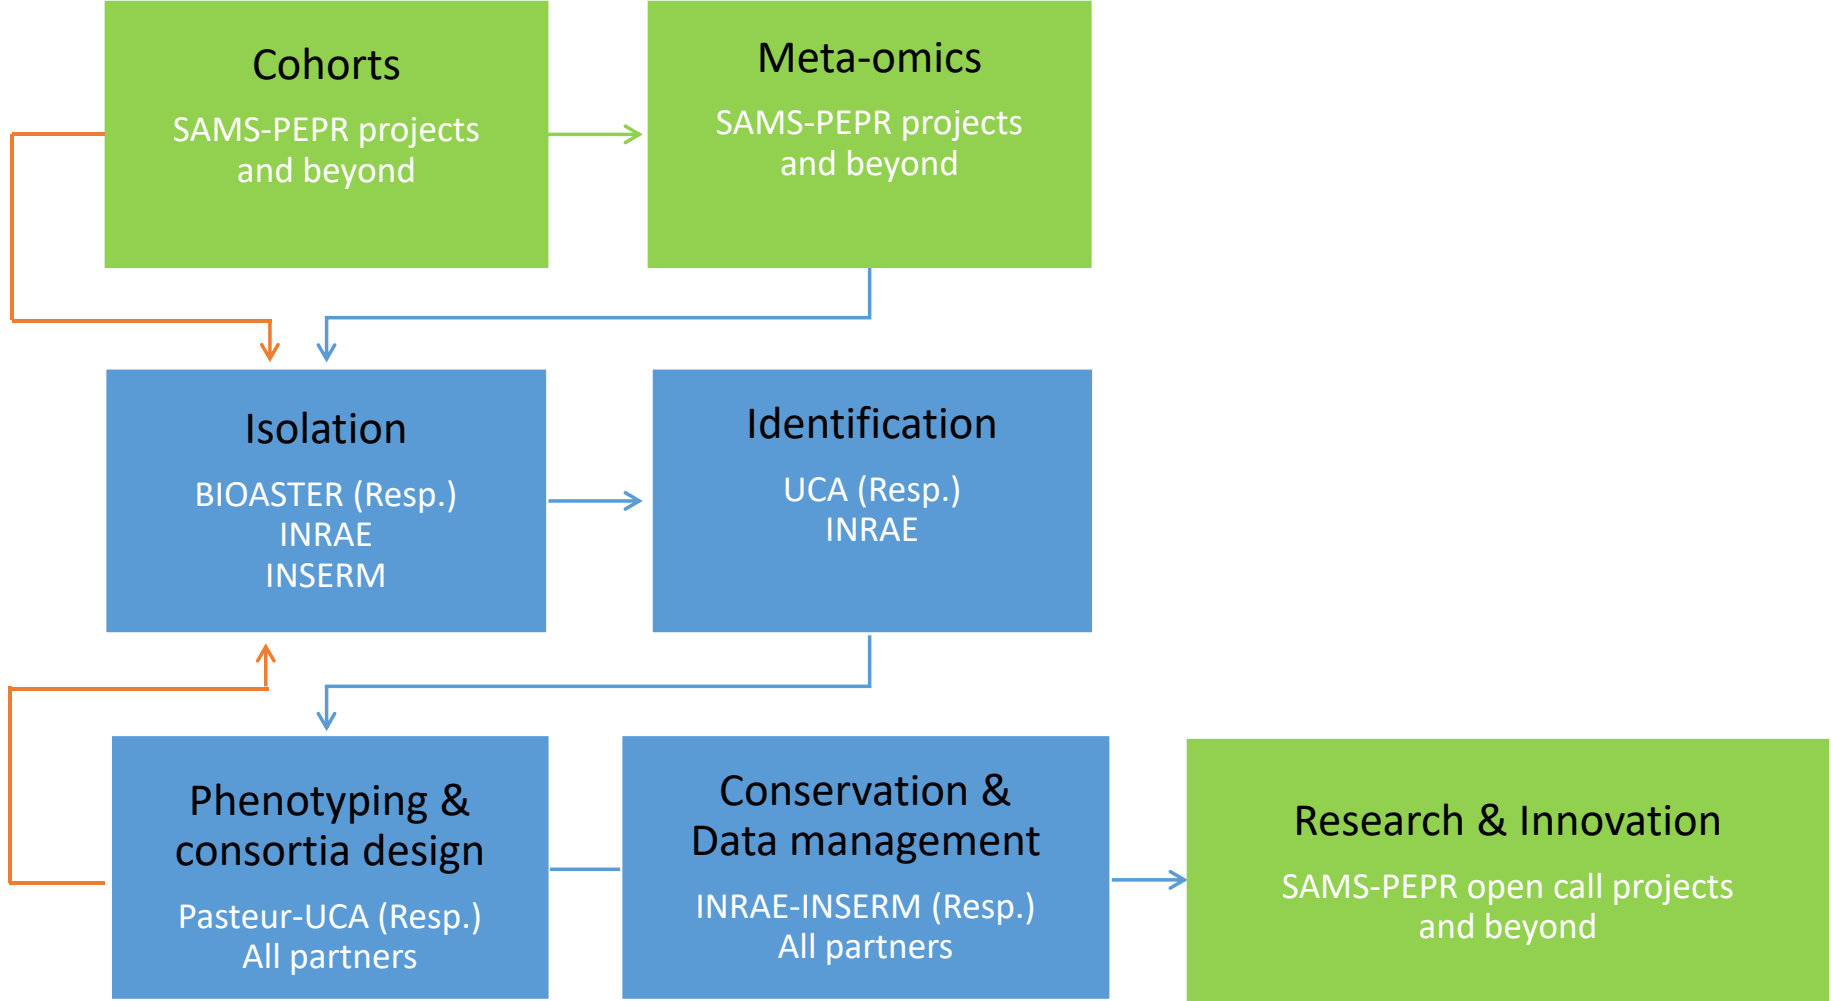 Cohorts
SAMS-PEPR projects
and beyond
Meta-omics
SAMS-PEPR projects
and beyond
Isolation
BIOASTER (Resp.)
INRAE
INSERM
Identification
UCA (Resp.)
INRAE
Phenotyping &
consortia design
Pasteur-UCA (Resp.)
All partners
Conservation &
Data management
INRAE-INSERM (Resp.)
All partners
Research & Innovation
SAMS-PEPR open call projects
and beyond